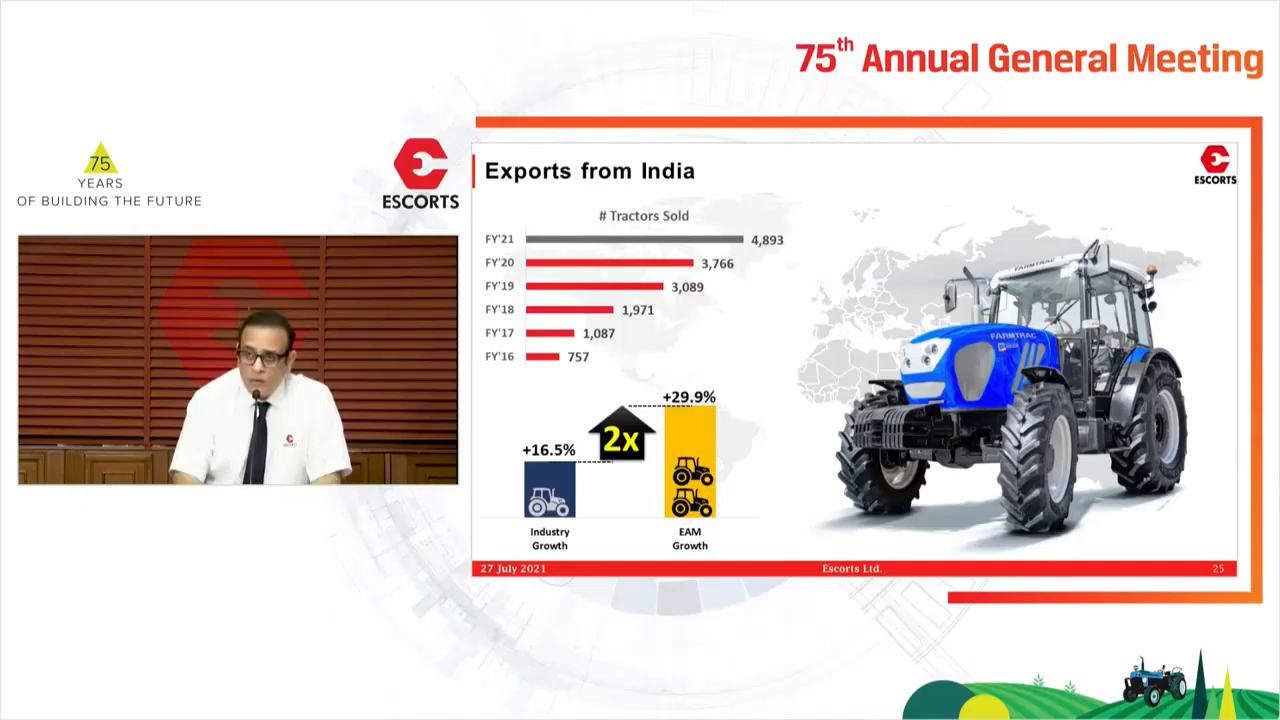 75th Annual General Meeting
75
YEARS
OF BUILDING THE FUTURE
ESCORTS
Exports from India
ESCORTS
# Tractors Sold
FY'21 4,893
FY'20 3,766
FY'19 3,089
FY'18 1,971
FY'17 1,087
FY'16 757
+16.5%
2x
+29.9%
Industry
Growth
EAM
Growth
FARMTRAC
FARMTRAC
27 July 2021 Escorts Ltd. 25